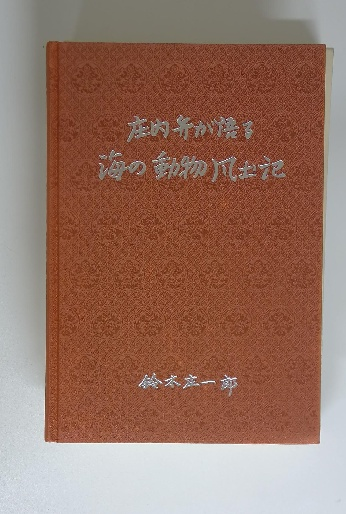 庄内弁が語る
海の動物風土記
鈴木庄一郎